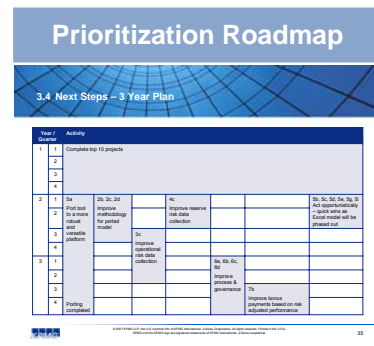 Prioritization Roadmap
3.4 Next Steps – 3 Year Plan
Year / Quarter Activity
1 1 Complete top 10 projects
2
3
4
2 1 5a 2b, 2c, 2d 4c 5b, 5c, 5d, 5e, 5g, 5i
Port tool to a more robust and versatile platform
Improve methodology for ported model
Improve reserve risk data collection
Act opportunistically – quick wins as Excel model will be phased out
2
3 3c
Improve operational risk data collection
4
3 1 6a, 6b, 6c, 6d
Improve process & governance
2
3 7b
Improve bonus payments based on risk adjusted performance
4 Porting completed
35